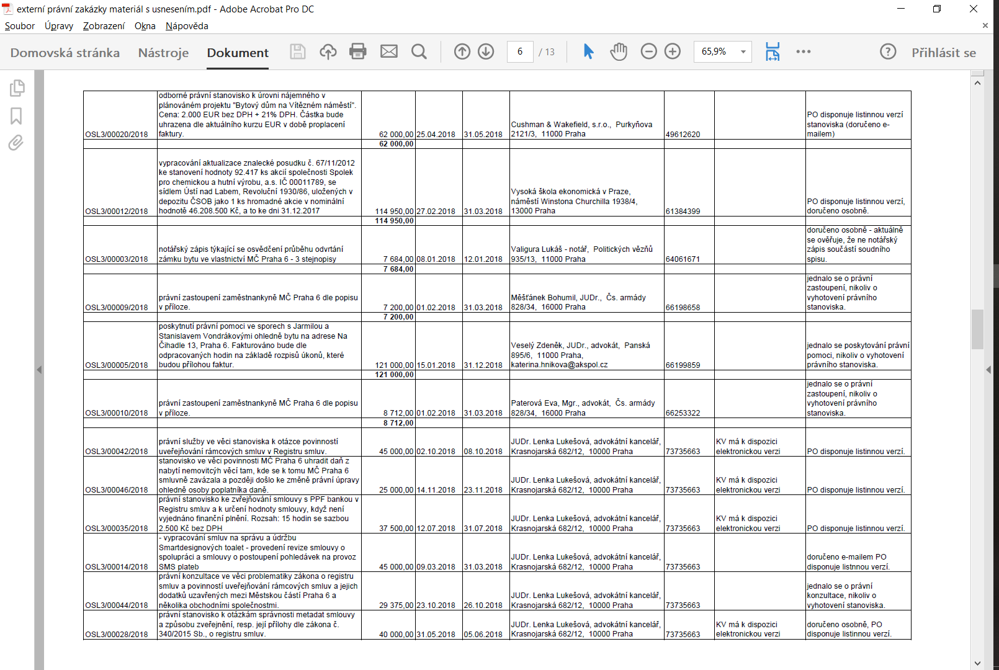 externí právní zakázky materiál s usnesením.pdf - Adobe Acrobat Pro DC
Soubor Úpravy Zobrazení Okna Nápověda
Domovská stránka Nástroje Dokument 6 / 13 65,9% Přihlásit se
odborné právní stanovisko k úrovni nájemného v
plánováném projektu "Bytový dům na Vítězném náměstí".
Cena: 2.000 EUR bez DPH + 21% DPH. Částka bude
uhrazena dle aktuálního kurzu EUR v době proplacení
faktury.
OSL3/00020/2018
62 000,00 25.04.2018 31.05.2018
Cushman & Wakefield, s.r.o., Purkyňova
2121/3, 11000 Praha
49612620
PO disponuje listinnou verzí
stanoviska (doručeno e-
mailem)
62 000,00
vypracování aktualizace znalecké posudku č. 67/11/2012
ke stanovení hodnoty 92.417 ks akcií společnosti Spolek
pro chemickou a hutní výrobu, a.s. IČ 00011789, se
sídlem Ústí nad Labem, Revoluční 1930/86, uložených v
depozitu ČSOB jako 1 ks hromadné akcie v nominální
hodnotě 46.208.500 Kč, a to ke dni 31.12.2017
OSL3/00012/2018
114 950,00 27.02.2018 31.03.2018
Vysoká škola ekonomická v Praze,
náměstí Winstona Churchilla 1938/4,
13000 Praha
61384399
PO disponuje listinnou verzí,
doručeno osobně.
114 950,00
OSL3/00003/2018
notářský zápis týkající se osvědčení průběhu odvrtání
zámku bytu ve vlastnictví MČ Praha 6 - 3 stejnopisy
7 684,00 08.01.2018 12.01.2018
Valigura Lukáš - notář, Politických vězňů
935/13, 11000 Praha
64061671
doručeno osobně - aktuálně
se ověřuje, že ne notářský
zápis součástí soudního
spisu.
7 684,00
OSL3/00009/2018
právní zastoupení zaměstnankyně MČ Praha 6 dle popisu
v příloze.
7 200,00 01.02.2018 31.03.2018
Měšťánek Bohumil, JUDr., Čs. armády
828/34, 16000 Praha
66198658
jednalo se o právní
zastoupení, nikoliv o
vyhotovení právního
stanoviska.
7 200,00
poskytnutí právní pomoci ve sporech s Jarmilou a
Stanislavem Vondrákovými ohledně bytu na adrese Na
Čihadle 13, Praha 6. Fakturováno bude dle
odpracovaných hodin na základě rozpisů úkonů, které
budou přílohou faktur.
OSL3/00005/2018
121 000,00 15.01.2018 31.12.2018
Veselý Zdeněk, JUDr., advokát, Panská
895/6, 11000 Praha,
katerina.hnikova@akspol.cz
66199859
jednalo se poskytování právní
pomoci, nikoliv o vyhotovení
právního stanoviska.
121 000,00
OSL3/00010/2018
právní zastoupení zaměstnankyně MČ Praha 6 dle popisu
v příloze.
8 712,00 01.02.2018 31.03.2018
Paterová Eva, Mgr., advokát, Čs. armády
828/34, 16000 Praha
66253322
jednalo se o právní
zastoupení, nikoliv o
vyhotovení právního
stanoviska.
8 712,00
OSL3/00042/2018
právní služby ve věci stanoviska k otázce povinností
uveřejňování rámcových smluv v Registru smluv.
45 000,00 02.10.2018 08.10.2018
JUDr. Lenka Lukešová, advokátní kancelář,
Krasnojarská 682/12, 10000 Praha
73735663
KV má k dispozici
elektronickou verzi
PO disponuje listinnou verzí.
stanovisko ve věci povinnosti MČ Praha 6 uhradit daň z
nabytí nemovitcýh věcí tam, kde se k tomu MČ Praha 6
smluvně zavázala a později došlo ke změně právní úpravy
ohledně osoby poplatníka daně.
OSL3/00046/2018
25 000,00 14.11.2018 23.11.2018
JUDr. Lenka Lukešová, advokátní kancelář,
Krasnojarská 682/12, 10000 Praha
73735663
KV má k dispozici
elektronickou verzi
PO disponuje listinnou verzí.
právní stanovisko ke zvřejňování smlouvy s PPF bankou v
Registru smluv a k určení hodnoty smlouvy, když není
vyjednáno finanční plnění. Rozsah: 15 hodin se sazbou
2.500 Kč bez DPH
OSL3/00035/2018
37 500,00 12.07.2018 31.07.2018
JUDr. Lenka Lukešová, advokátní kancelář,
Krasnojarská 682/12, 10000 Praha
73735663
KV má k dispozici
elektronickou verzi
PO disponuje listinnou verzí.
- vypracování smluv na správu a údržbu
Smartdesignových toalet - provedení revize smlouvy o
spolupráci a smlouvy o postoupení pohledávek na provoz
SMS plateb
OSL3/00014/2018
45 000,00 09.03.2018 31.03.2018
JUDr. Lenka Lukešová, advokátní kancelář,
Krasnojarská 682/12, 10000 Praha
73735663
doručeno e-mailem PO
disponuje listnnou verzí.
právní konzultace ve věci problematiky zákona o registru
smluv a povinností uveřejňování rámcových smluv a jejich
dodatků uzavřených mezi Městskou částí Praha 6 a
několika obchodními společnostmi.
OSL3/00044/2018
29 375,00 23.10.2018 26.10.2018
JUDr. Lenka Lukešová, advokátní kancelář,
Krasnojarská 682/12, 10000 Praha
73735663
jednalo se o právní
konzultace, nikoliv o
vyhotovení stanoviska.
právní stanovisko k otázkám správnosti metadat smlouvy
a způsobu zveřejnění, resp. její přílohy dle zákona č.
340/2015 Sb., o registru smluv.
OSL3/00028/2018
40 000,00 31.05.2018 05.06.2018
JUDr. Lenka Lukešová, advokátní kancelář,
Krasnojarská 682/12, 10000 Praha
73735663
KV má k dispozici
elektronickou verzi
doručeno osobně, PO
disponuje listinnou verzí.